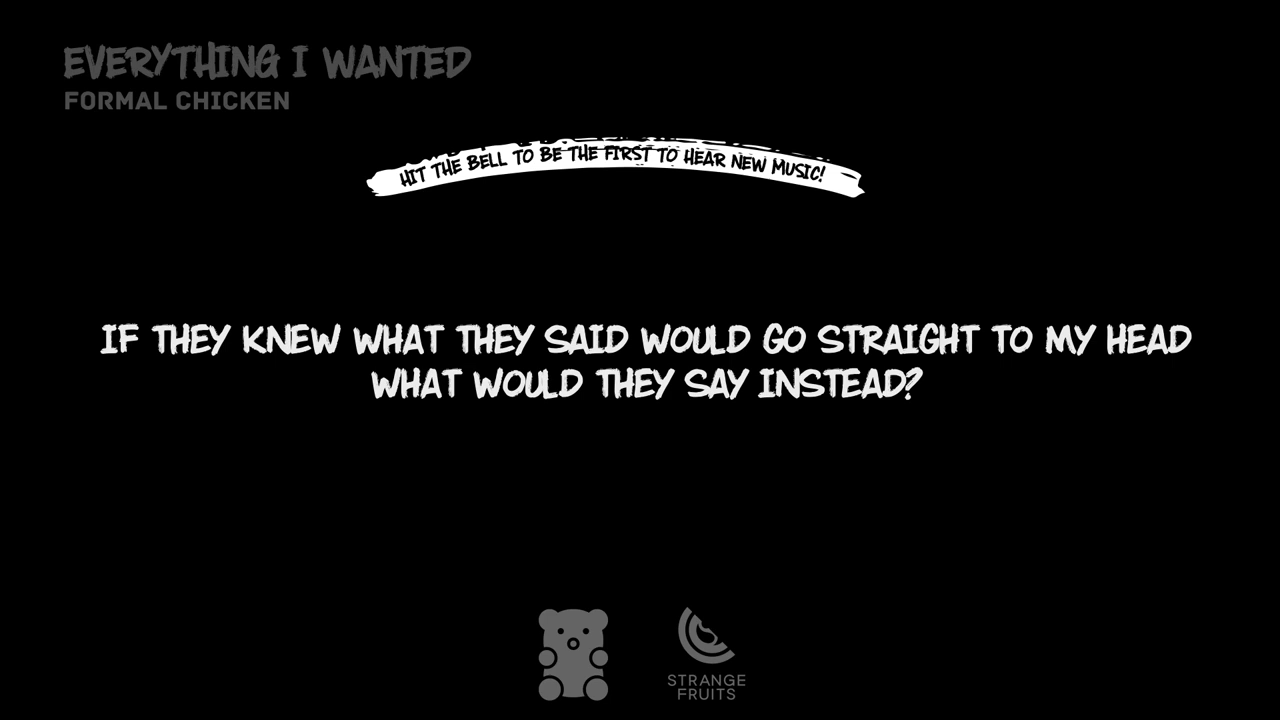 EVERYTHING I WANTED
FORMAL CHICKEN
HIT THE BELL TO BE THE FIRST TO HEAR NEW MUSIC!
IF THEY KNEW WHAT THEY SAID WOULD GO STRAIGHT TO MY HEAD
WHAT WOULD THEY SAY INSTEAD?
STRANGE
FRUITS